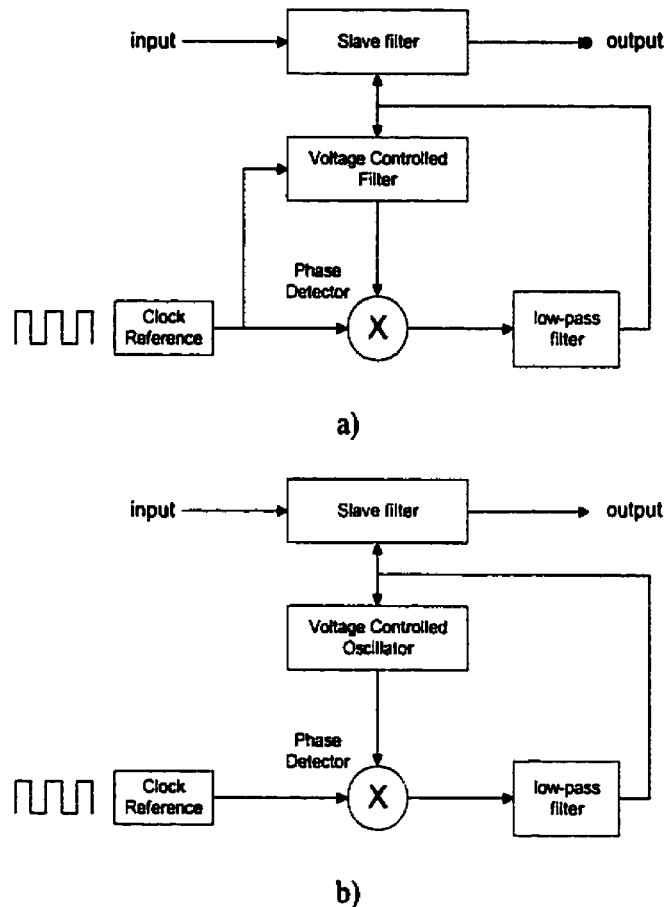 input
Slave filter
output
Voltage Controlled
Filter
Phase
Detector
Clock
Reference
X
low-pass
filter
a)
input
Slave filter
output
Voltage Controlled
Oscillator
Phase
Detector
Clock
Reference
X
low-pass
filter
b)